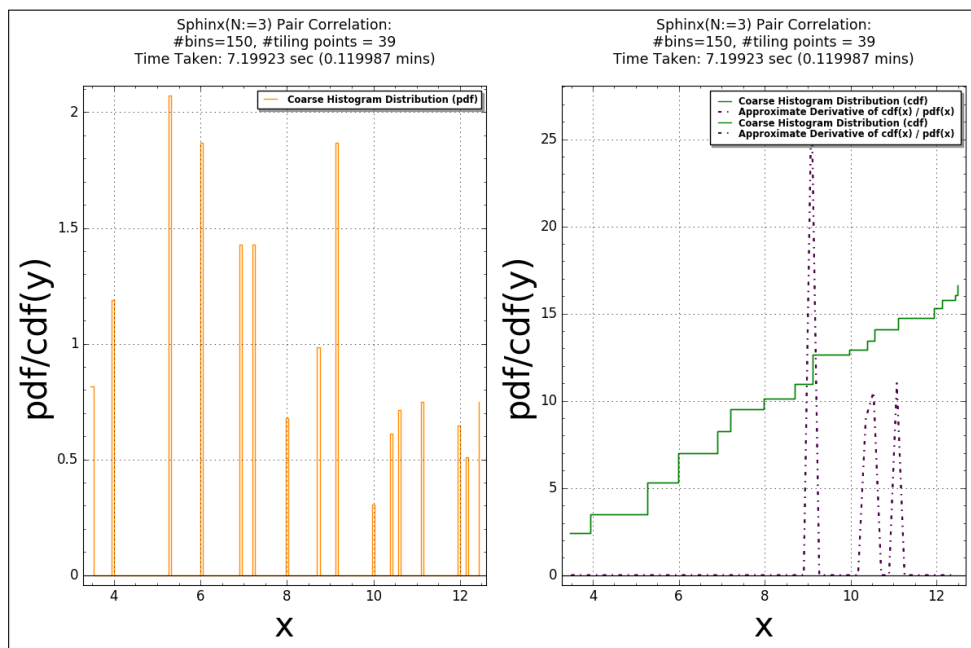 Sphinx(N:=3) Pair Correlation:
#bins=150, #tiling points = 39
Time Taken: 7.19923 sec (0.119987 mins)
Coarse Histogram Distribution (pdf)
2
1.5
1
0.5
0
4
6
8
10
12
pdf/cdf(y)
x
Sphinx(N:=3) Pair Correlation:
#bins=150, #tiling points = 39
Time Taken: 7.19923 sec (0.119987 mins)
Coarse Histogram Distribution (cdf)
Approximate Derivative of cdf(x) / pdf(x)
Coarse Histogram Distribution (cdf)
Approximate Derivative of cdf(x) / pdf(x)
25
20
15
10
5
0
4
6
8
10
12
pdf/cdf(y)
x